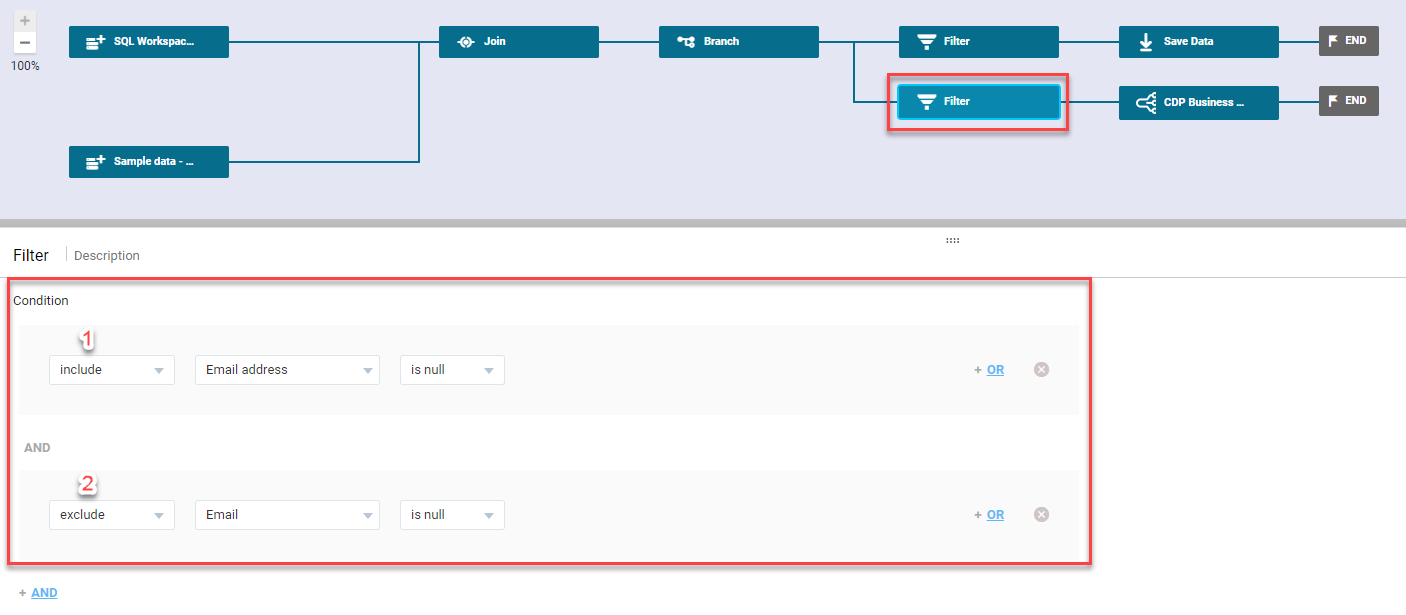 +
−
100%
SQL Workspac...
Join
Branch
Filter
Save Data
END
Filter
CDP Business ...
END
Sample data - ...
Filter
Description
Condition
1
include
Email address
is null
+ OR
AND
2
exclude
Email
is null
+ OR
+ AND